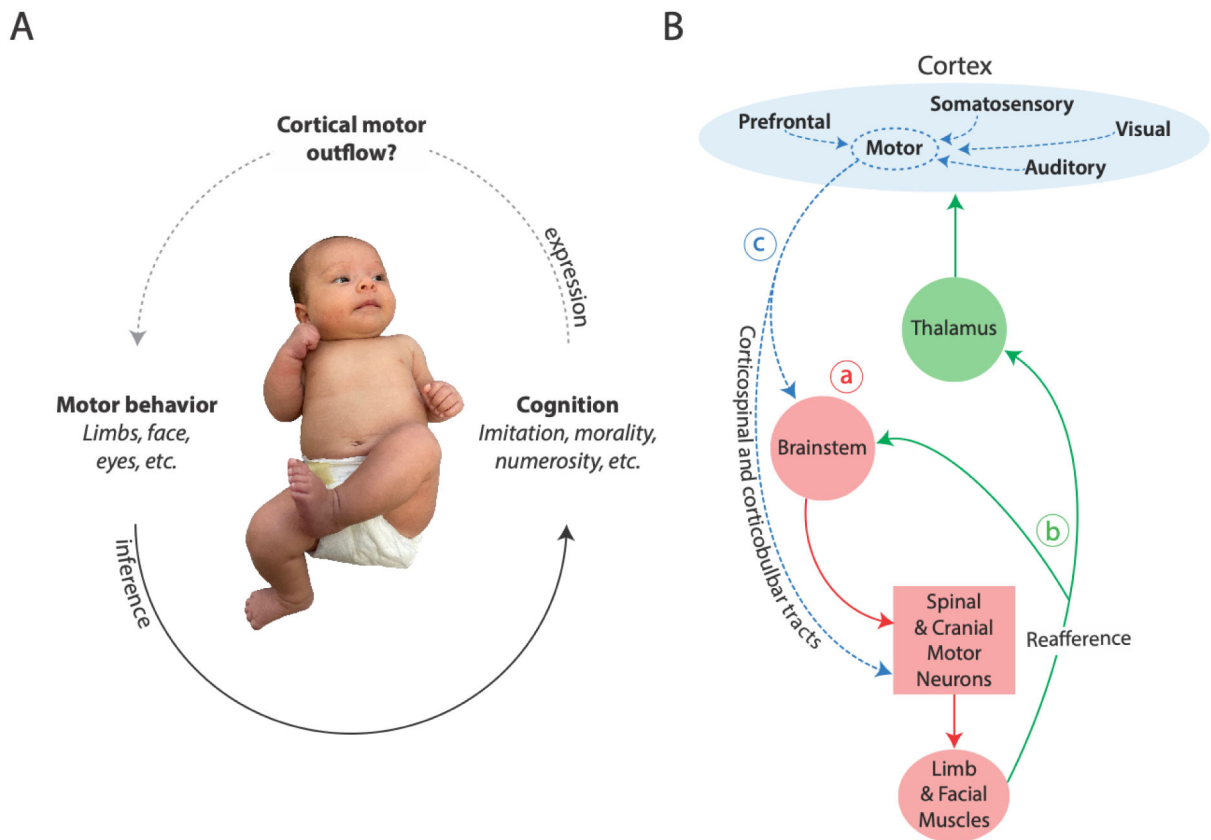 A
Cortical motor
outflow?
expression
Motor behavior
Limbs, face,
eyes, etc.
Cognition
Imitation, morality,
numerosity, etc.
inference
B
Cortex
Prefrontal
Somatosensory
Visual
Motor
Auditory
c
Thalamus
a
Brainstem
Corticospinal and corticobulbar tracts
b
Spinal
& Cranial
Motor
Neurons
Reafference
Limb
& Facial
Muscles